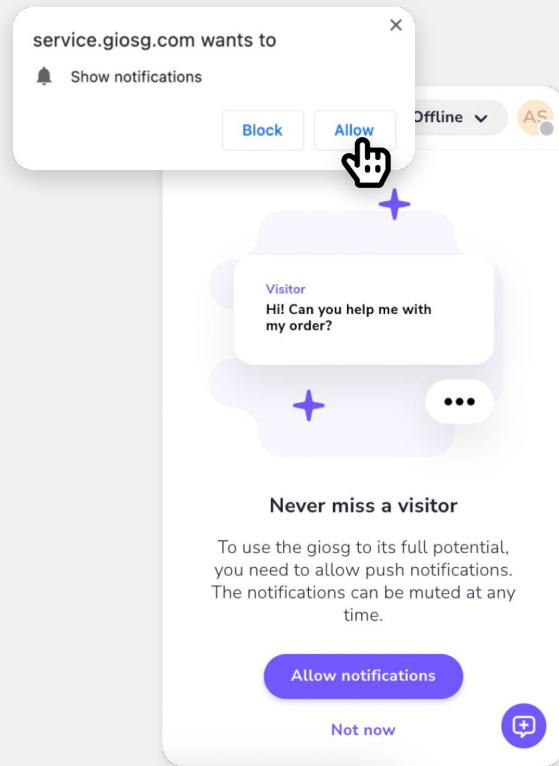 service.giosg.com wants to
Show notifications
Block
Allow
Offline
AS
Visitor
Hi! Can you help me with
my order?
Never miss a visitor
To use the giosg to its full potential,
you need to allow push notifications.
The notifications can be muted at any
time.
Allow notifications
Not now